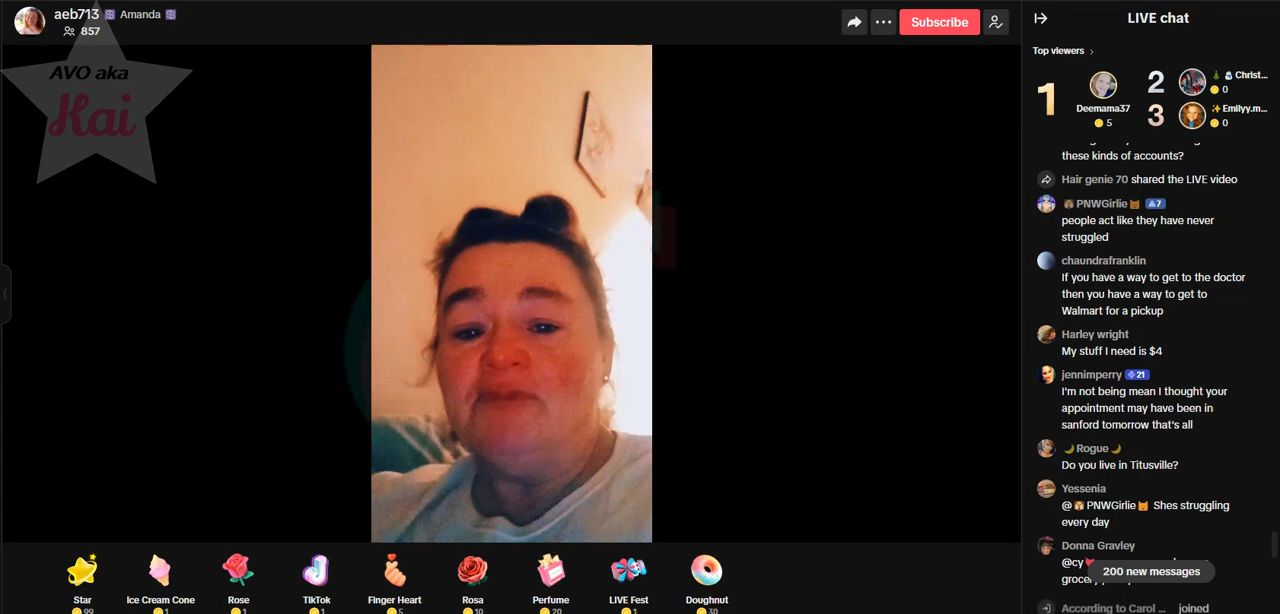 aeb713 Amanda
857
Subscribe
AVO aka
Kai
LIVE chat
Top viewers
1
Deemama37
5
2
Christ...
0
3
Emilyy.m...
0
these kinds of accounts?
Hair genie 70 shared the LIVE video
PNWGirlie 7
people act like they have never
struggled
chaundrafranklin
If you have a way to get to the doctor
then you have a way to get to
Walmart for a pickup
Harley wright
My stuff I need is $4
jennimperry 21
I'm not being mean I thought your
appointment may have been in
sanford tomorrow that's all
Rogue
Do you live in Titusville?
Yessenia
@ PNWGirlie Shes struggling
every day
Donna Gravley
@cy
200 new messages
According to Carol ... joined
Star
99
Ice Cream Cone
1
Rose
1
TikTok
1
Finger Heart
5
Rosa
10
Perfume
20
LIVE Fest
1
Doughnut
30